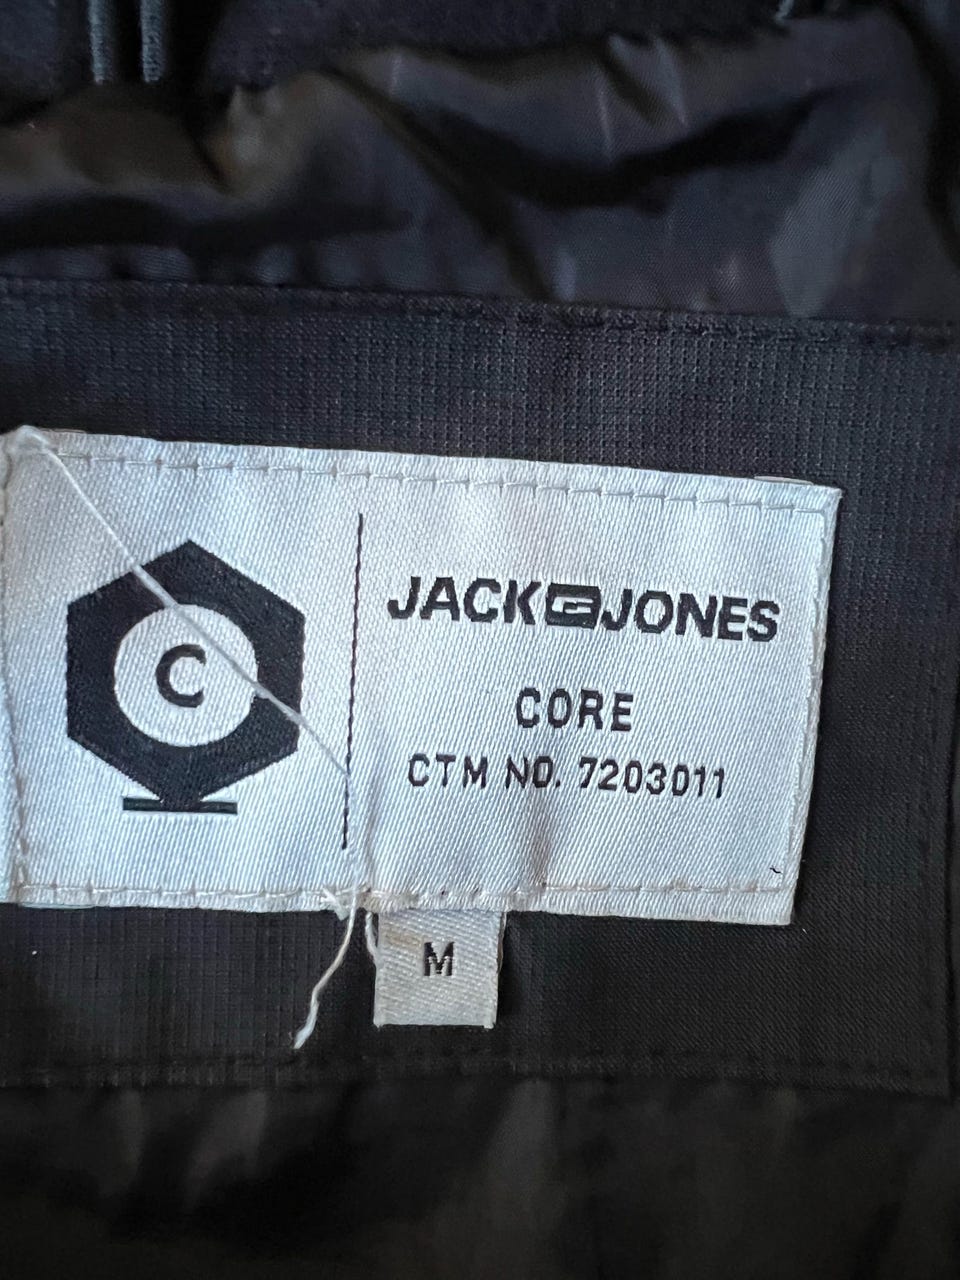 C
JACK JONES
CORE
CTM NO. 7203011
M